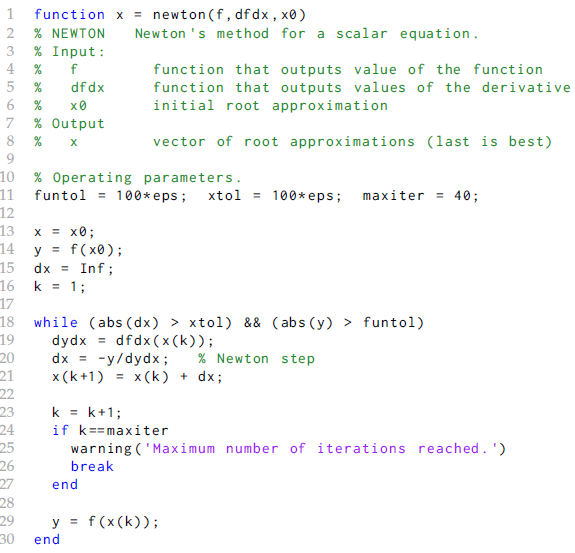 1 function x = newton(f,dfdx,x0)
2 % NEWTON   Newton's method for a scalar equation.
3 % Input:
4 %   f        function that outputs value of the function
5 %   dfdx     function that outputs values of the derivative
6 %   x0       initial root approximation
7 % Output
8 %   x        vector of root approximations (last is best)
9
10 % Operating parameters.
11 funtol = 100*eps;  xtol = 100*eps;  maxiter = 40;
12
13 x = x0;
14 y = f(x0);
15 dx = Inf;
16 k = 1;
17
18 while (abs(dx) > xtol) && (abs(y) > funtol)
19   dydx = dfdx(x(k));
20   dx = -y/dydx;   % Newton step
21   x(k+1) = x(k) + dx;
22
23   k = k+1;
24   if k==maxiter
25     warning('Maximum number of iterations reached.')
26     break
27   end
28
29   y = f(x(k));
30 end